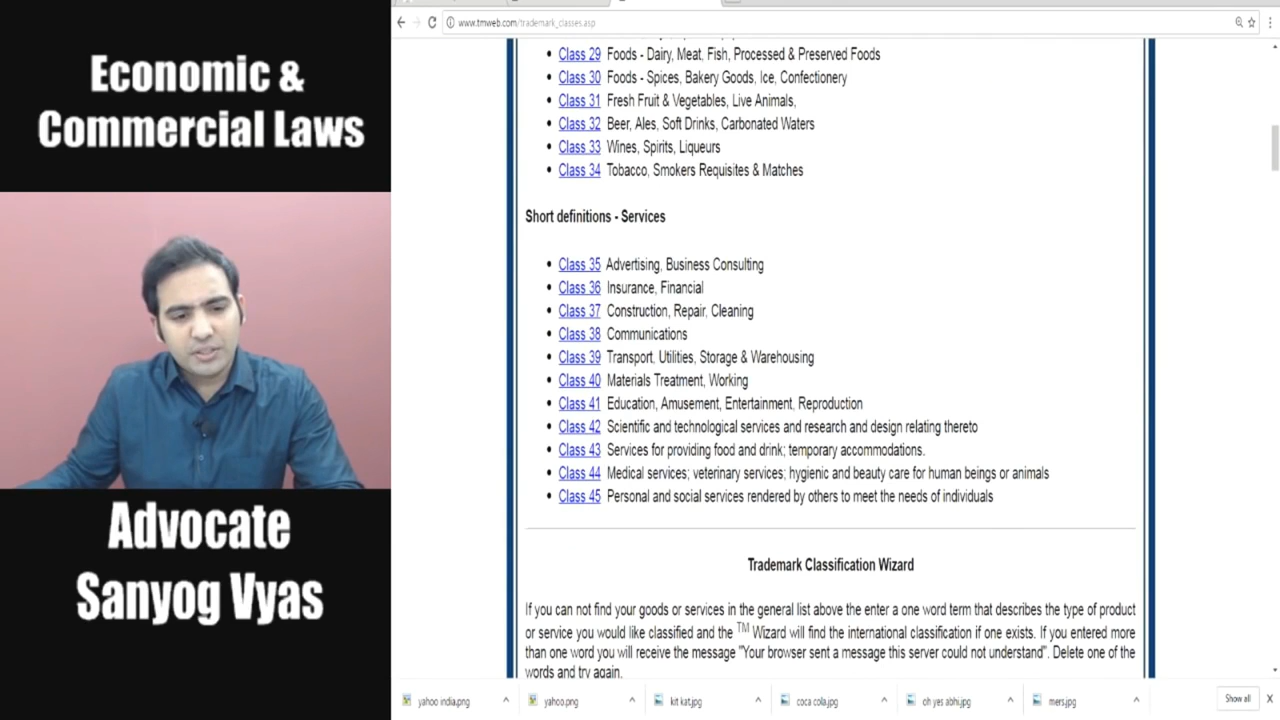 Economic &
Commercial Laws
Advocate
Sanyog Vyas
www.tmweb.com/trademark_classes.asp
Class 29 Foods - Dairy, Meat, Fish, Processed & Preserved Foods
Class 30 Foods - Spices, Bakery Goods, Ice, Confectionery
Class 31 Fresh Fruit & Vegetables, Live Animals,
Class 32 Beer, Ales, Soft Drinks, Carbonated Waters
Class 33 Wines, Spirits, Liqueurs
Class 34 Tobacco, Smokers Requisites & Matches
Short definitions - Services
Class 35 Advertising, Business Consulting
Class 36 Insurance, Financial
Class 37 Construction, Repair, Cleaning
Class 38 Communications
Class 39 Transport, Utilities, Storage & Warehousing
Class 40 Materials Treatment, Working
Class 41 Education, Amusement, Entertainment, Reproduction
Class 42 Scientific and technological services and research and design relating thereto
Class 43 Services for providing food and drink; temporary accommodations.
Class 44 Medical services; veterinary services; hygienic and beauty care for human beings or animals
Class 45 Personal and social services rendered by others to meet the needs of individuals
Trademark Classification Wizard
If you can not find your goods or services in the general list above the enter a one word term that describes the type of product
or service you would like classified and the TM Wizard will find the international classification if one exists. If you entered more
than one word you will receive the message "Your browser sent a message this server could not understand". Delete one of the
words and try again.
yahoo india.png
yahoo.png
kit kat.jpg
coca cola.jpg
oh yes abhi.jpg
mers.jpg
Show all